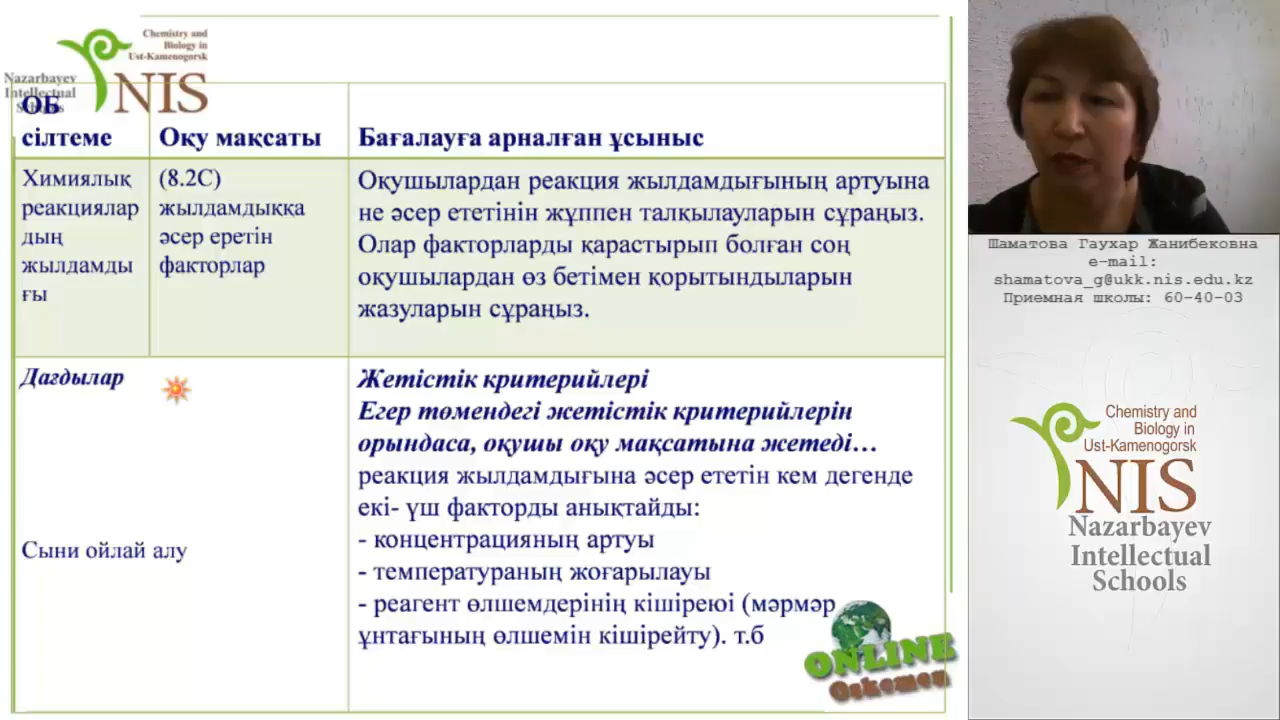 Chemistry and
Biology in
Ust-Kamenogorsk
Nazarbayev
Intellectual
Schools
NIS
ОБ
сілтеме
Оқу мақсаты
Бағалауға арналған ұсыныс
Химиялық
реакциялар
дың
жылдамды
ғы
(8.2С)
жылдамдыққа
әсер еретін
факторлар
Оқушылардан реакция жылдамдығының артуына
не әсер ететінін жұппен талқылауларын сұраңыз.
Олар факторларды қарастырып болған соң
оқушылардан өз бетімен қорытындыларын
жазуларын сұраңыз.
Дағдылар
Сыни ойлай алу
Жетістік критерийлері
Егер төмендегі жетістік критерийлерін
орындаса, оқушы оқу мақсатына жетеді…
реакция жылдамдығына әсер ететін кем дегенде
екі- үш факторды анықтайды:
- концентрацияның артуы
- температураның жоғарылауы
- реагент өлшемдерінің кішіреюі (мәрмәр
ұнтағының өлшемін кішірейту). т.б
ONLINE
Oskemen
Шаматова Гаухар Жанибековна
e-mail:
shamatova_g@ukk.nis.edu.kz
Приемная школы: 60-40-03
Chemistry and
Biology in
Ust-Kamenogorsk
NIS
Nazarbayev
Intellectual
Schools